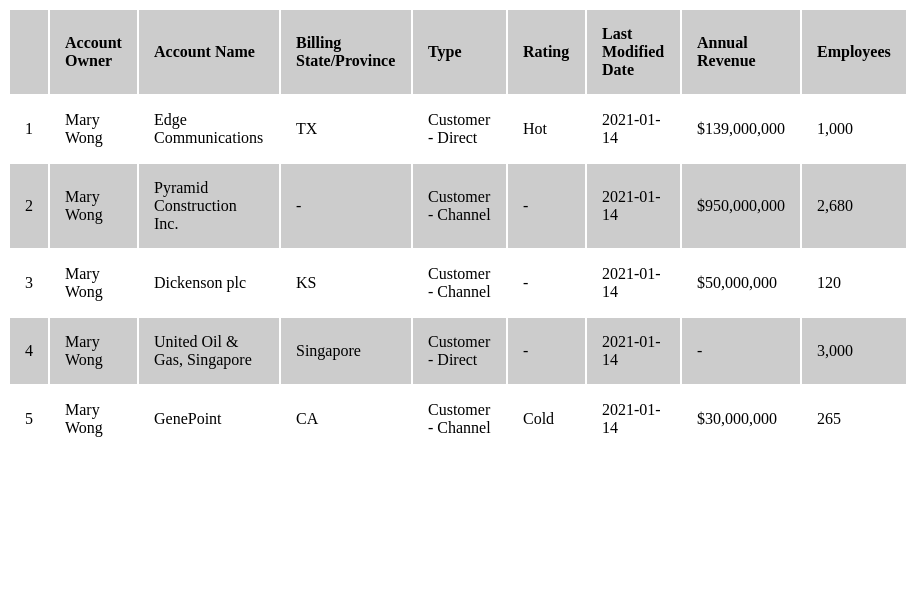 Account Owner	Account Name	Billing State/Province	Type	Rating	Last Modified Date	Annual Revenue	Employees
1	Mary Wong	Edge Communications	TX	Customer - Direct	Hot	2021-01-14	$139,000,000	1,000
2	Mary Wong	Pyramid Construction Inc.	-	Customer - Channel	-	2021-01-14	$950,000,000	2,680
3	Mary Wong	Dickenson plc	KS	Customer - Channel	-	2021-01-14	$50,000,000	120
4	Mary Wong	United Oil & Gas, Singapore	Singapore	Customer - Direct	-	2021-01-14	-	3,000
5	Mary Wong	GenePoint	CA	Customer - Channel	Cold	2021-01-14	$30,000,000	265